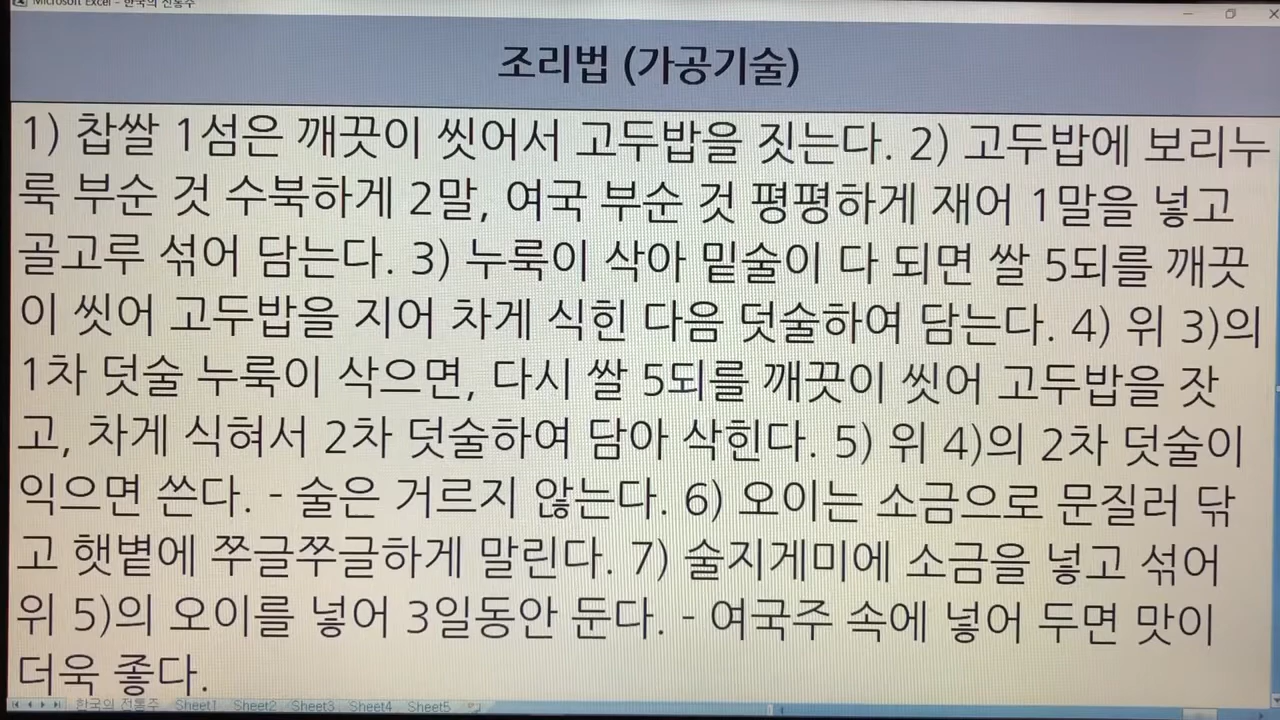 Microsoft Excel - 한국의 전통주
조리법 (가공기술)
1) 찹쌀 1섬은 깨끗이 씻어서 고두밥을 짓는다. 2) 고두밥에 보리누
룩 부순 것 수북하게 2말, 여국 부순 것 평평하게 재어 1말을 넣고
골고루 섞어 담는다. 3) 누룩이 삭아 밑술이 다 되면 쌀 5되를 깨끗
이 씻어 고두밥을 지어 차게 식힌 다음 덧술하여 담는다. 4) 위 3)의
1차 덧술 누룩이 삭으면, 다시 쌀 5되를 깨끗이 씻어 고두밥을 잣
고, 차게 식혀서 2차 덧술하여 담아 삭힌다. 5) 위 4)의 2차 덧술이
익으면 쓴다. - 술은 거르지 않는다. 6) 오이는 소금으로 문질러 닦
고 햇볕에 쭈글쭈글하게 말린다. 7) 술지게미에 소금을 넣고 섞어
위 5)의 오이를 넣어 3일동안 둔다. - 여국주 속에 넣어 두면 맛이
더욱 좋다.
한국의 전통주 Sheet1 Sheet2 Sheet3 Sheet4 Sheet5